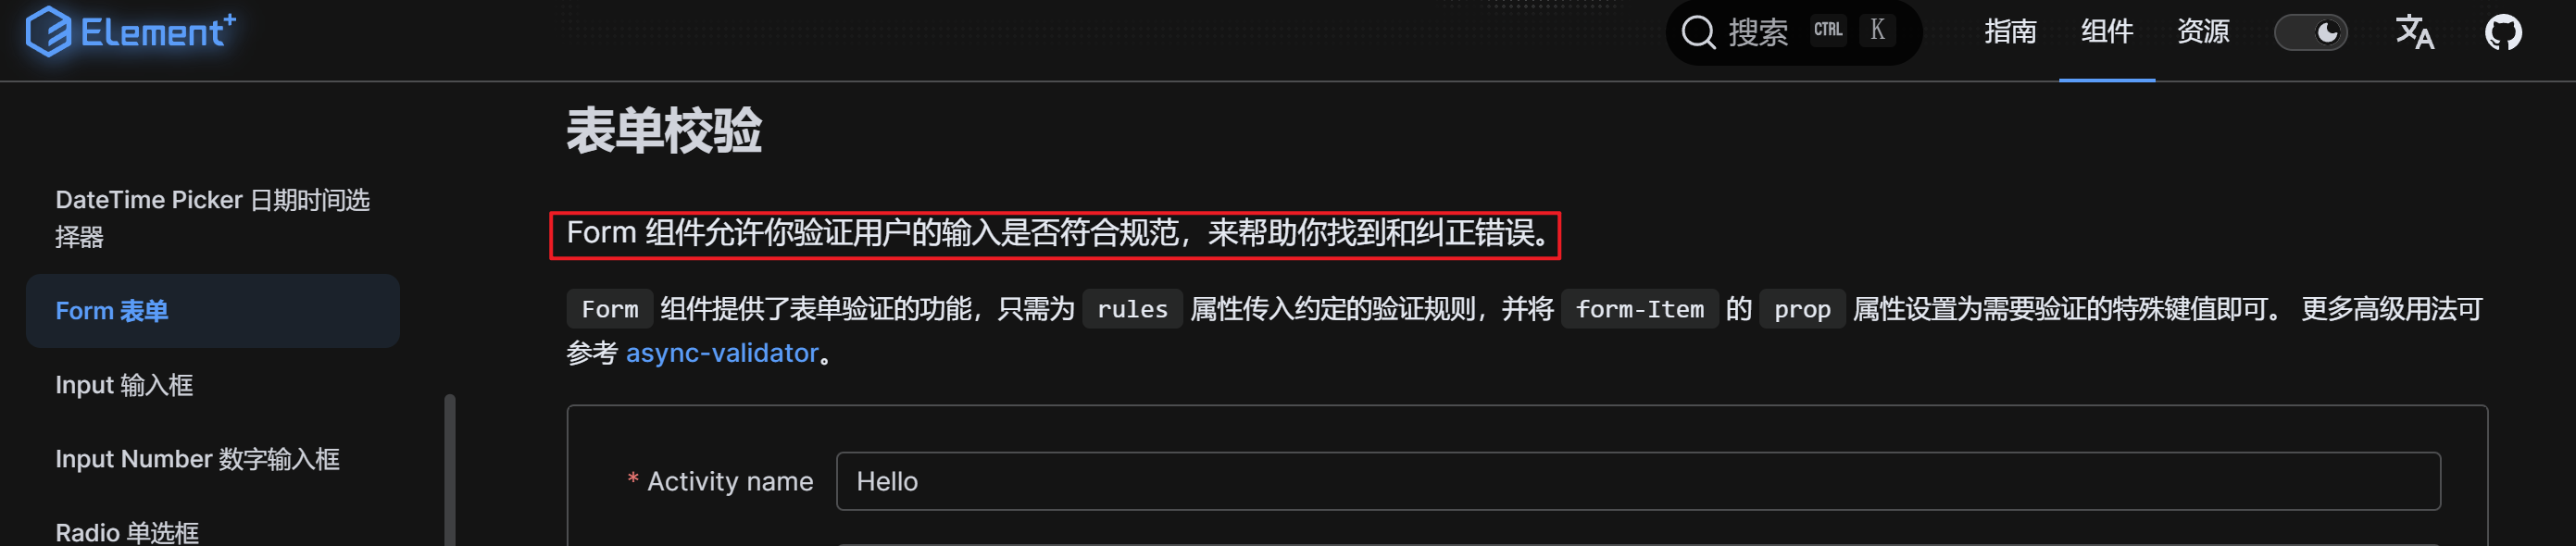 Element+
搜索 CTRL K 指南 组件 资源
表单校验
DateTime Picker 日期时间选
择器
Form 组件允许你验证用户的输入是否符合规范，来帮助你找到和纠正错误。
Form 表单
Form 组件提供了表单验证的功能，只需为 rules 属性传入约定的验证规则，并将 form-Item 的 prop 属性设置为需要验证的特殊键值即可。 更多高级用法可
参考 async-validator。
Input 输入框
Input Number 数字输入框
* Activity name Hello
Radio 单选框